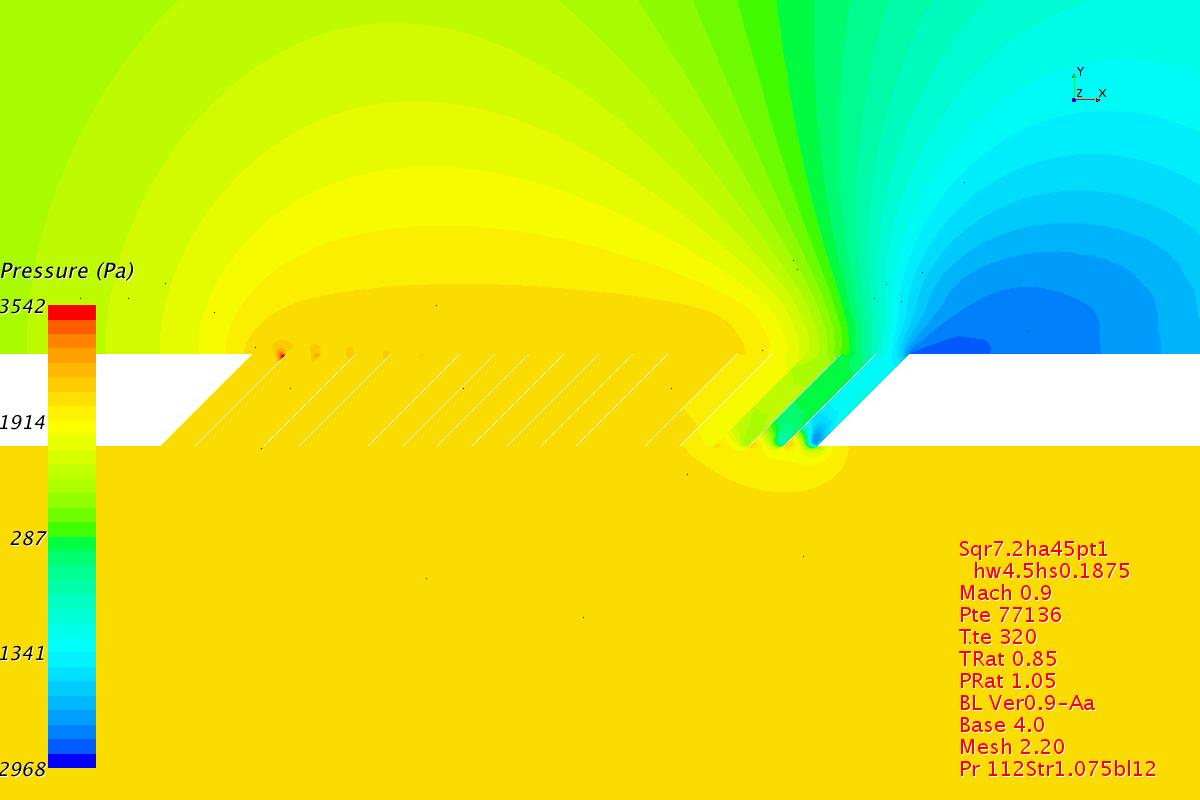 Y
Z X
Pressure (Pa)
3542
1914
287
1341
2968
Sqr7.2ha45pt1
hw4.5hs0.1875
Mach 0.9
Pte 77136
Tte 320
TRat 0.85
PRat 1.05
BL Ver0.9-Aa
Base 4.0
Mesh 2.20
Pr 112Str1.075bl12